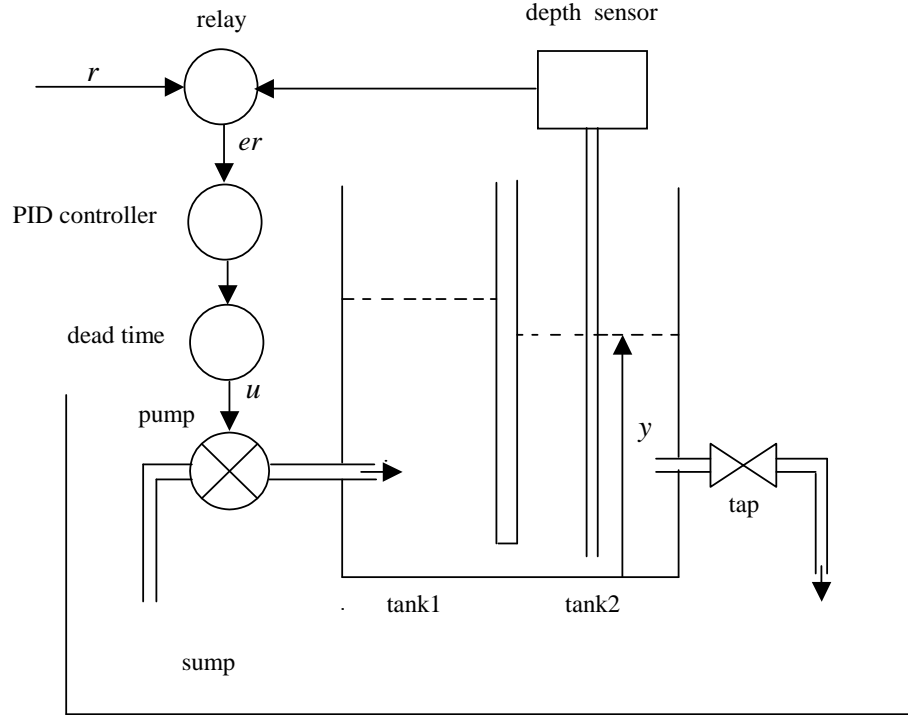 depth sensor
relay
r
er
PID controller
dead time
u
pump
y
tap
tank1
tank2
sump